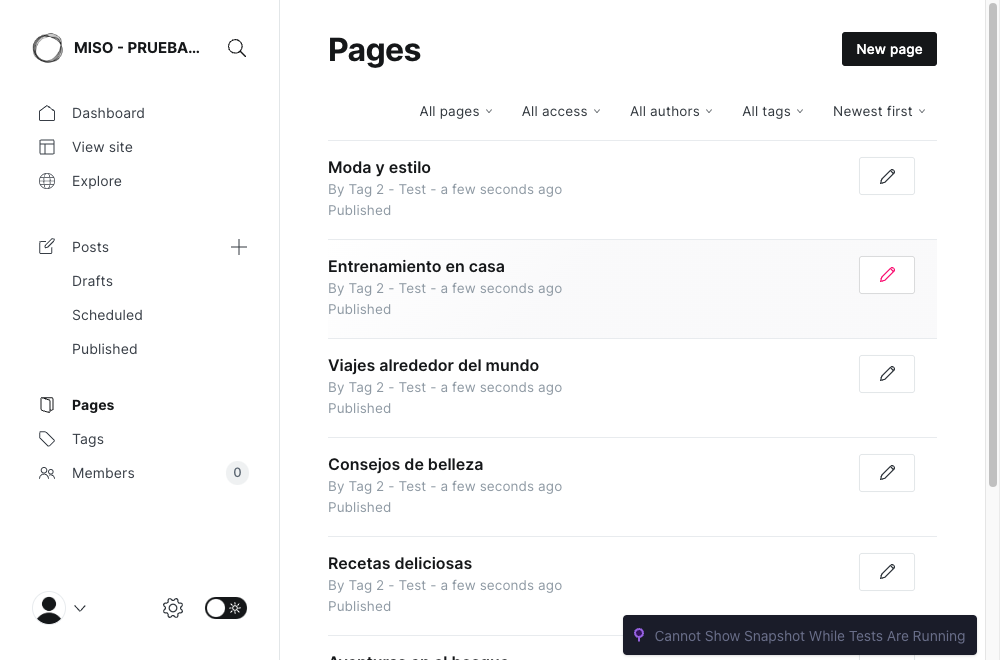 MISO - PRUEBA...
Dashboard
View site
Explore
Posts
Drafts
Scheduled
Published
Pages
Tags
Members
0
Pages
New page
All pages
All access
All authors
All tags
Newest first
Moda y estilo
By Tag 2 - Test - a few seconds ago
Published
Entrenamiento en casa
By Tag 2 - Test - a few seconds ago
Published
Viajes alrededor del mundo
By Tag 2 - Test - a few seconds ago
Published
Consejos de belleza
By Tag 2 - Test - a few seconds ago
Published
Recetas deliciosas
By Tag 2 - Test - a few seconds ago
Published
Aventuras en el bosque
Cannot Show Snapshot While Tests Are Running